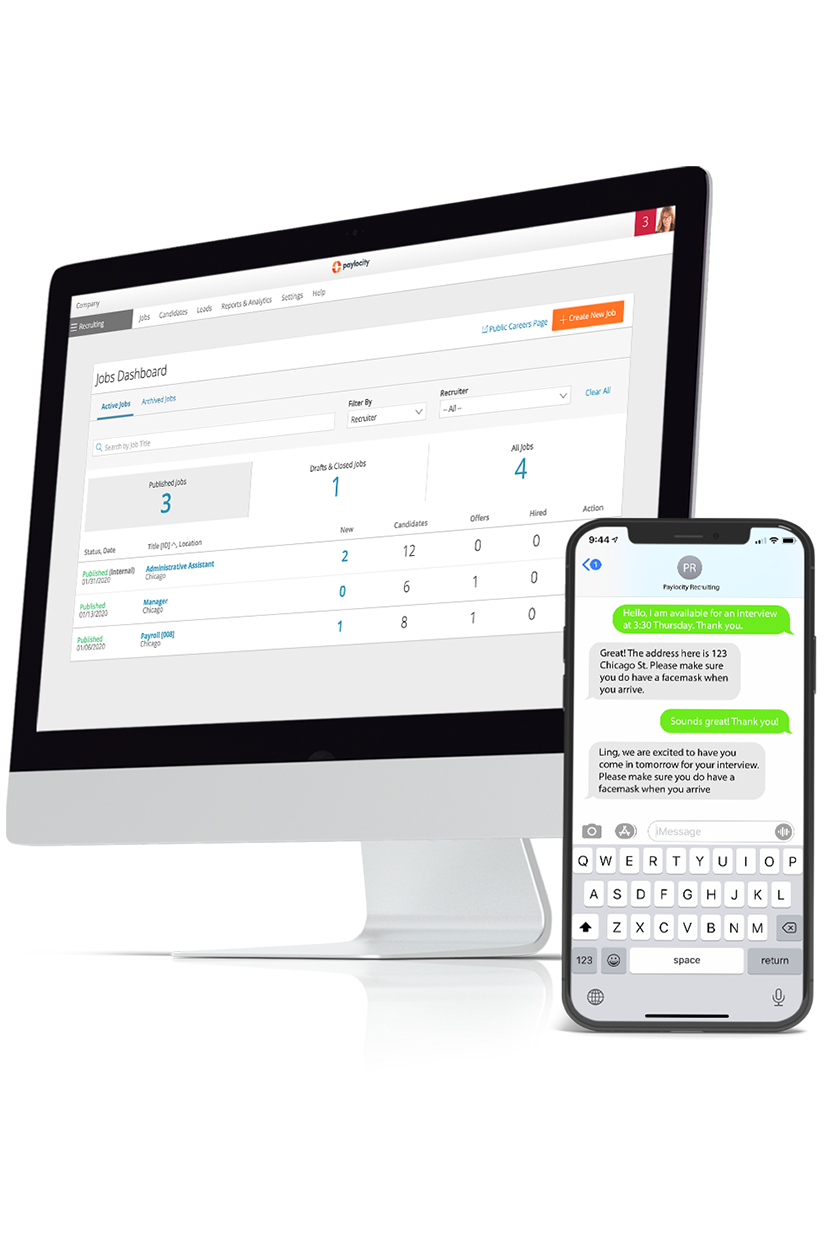 3
paylocity
Company
Recruiting
Jobs Candidates Leads Reports & Analytics Settings Help
Public Careers Page
+ Create New Job
Jobs Dashboard
Active Jobs Archived Jobs
Filter By
Recruiter
Recruiter
-- All --
Clear All
Search by Job Title
Published Jobs
3
Drafts & Closed Jobs
1
All Jobs
4
Status, Date Title [ID], Location New Candidates Offers Hired Action
Published (Internal) Administrative Assistant 2 12 0 0
01/31/2020 Chicago
Published Manager 0 6 1 0
01/13/2020 Chicago
Published Payroll [008] 1 8 1 0
01/06/2020 Chicago
9:44
1
PR
Paylocity Recruiting
Hello, I am available for an interview
at 3:30 Thursday. Thank you.
Great! The address here is 123
Chicago St. Please make sure
you do have a facemask when
you arrive.
Sounds great! Thank you!
Ling, we are excited to have you
come in tomorrow for your interview.
Please make sure you do have a
facemask when you arrive
iMessage
Q W E R T Y U I O P
A S D F G H J K L
Z X C V B N M
123 space return